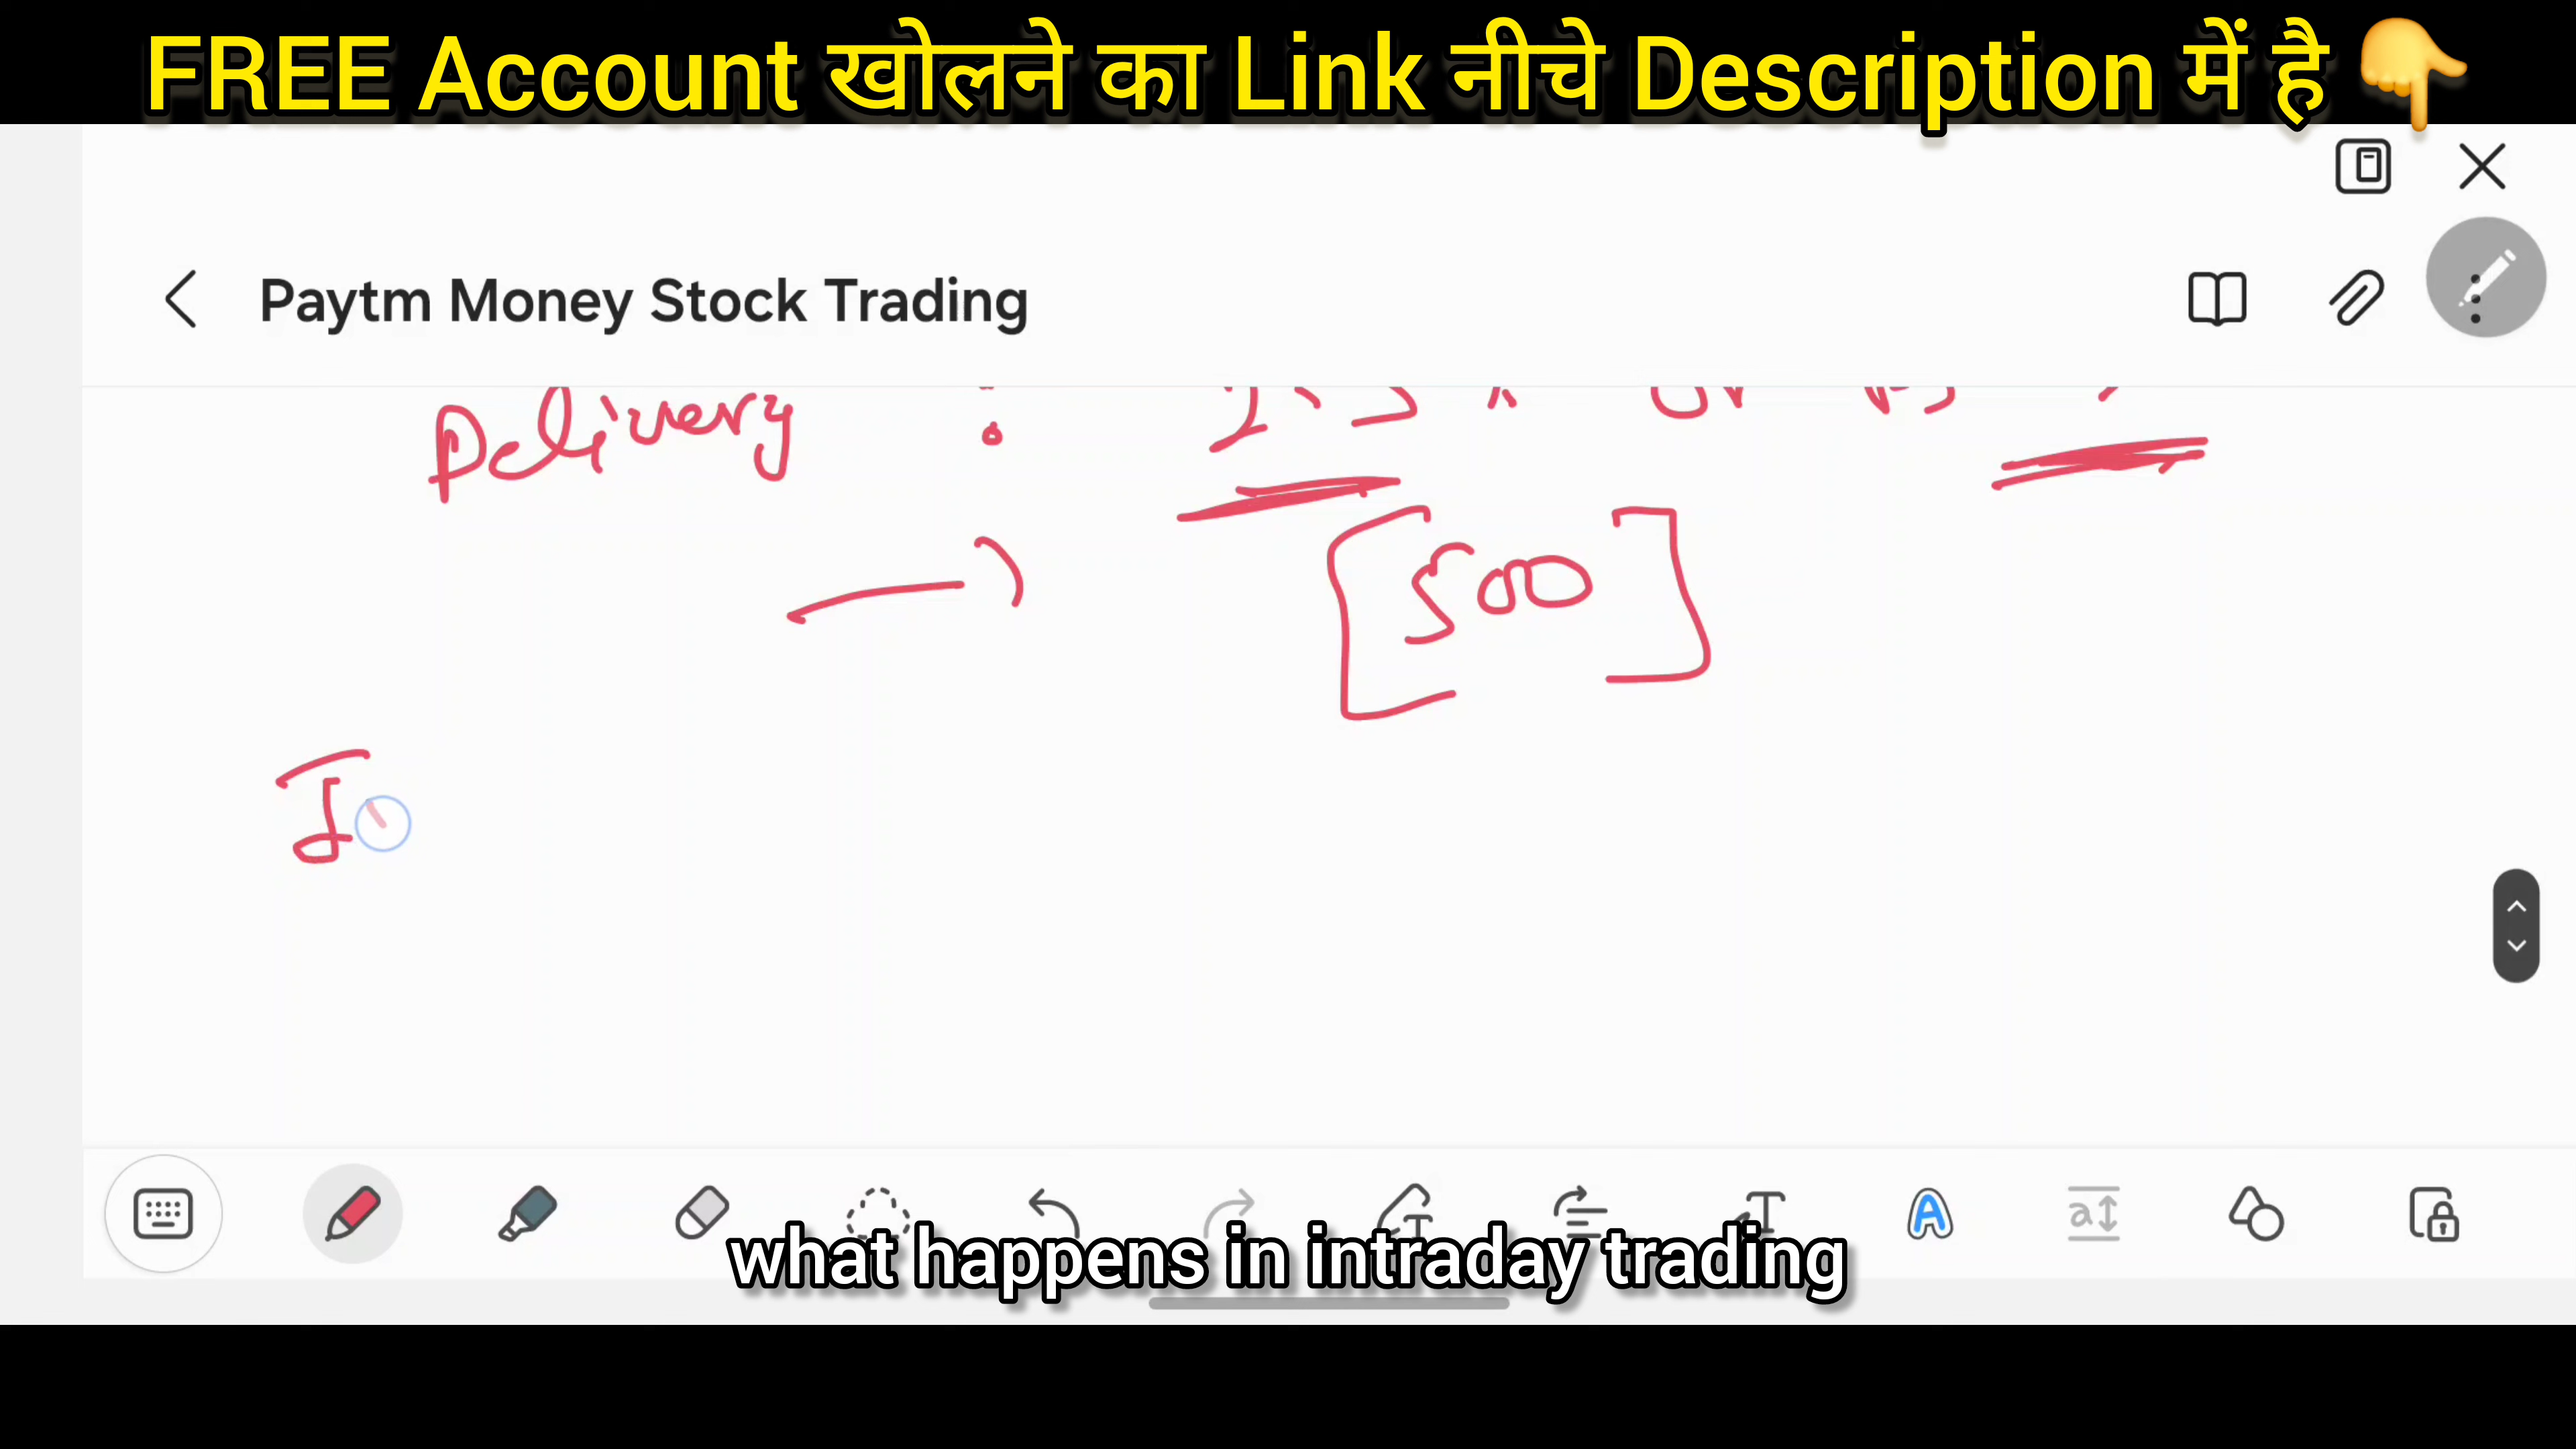 FREE Account खोलने का Link नीचे Description में है
Paytm Money Stock Trading
Delivery :
[500]
I
what happens in intraday trading